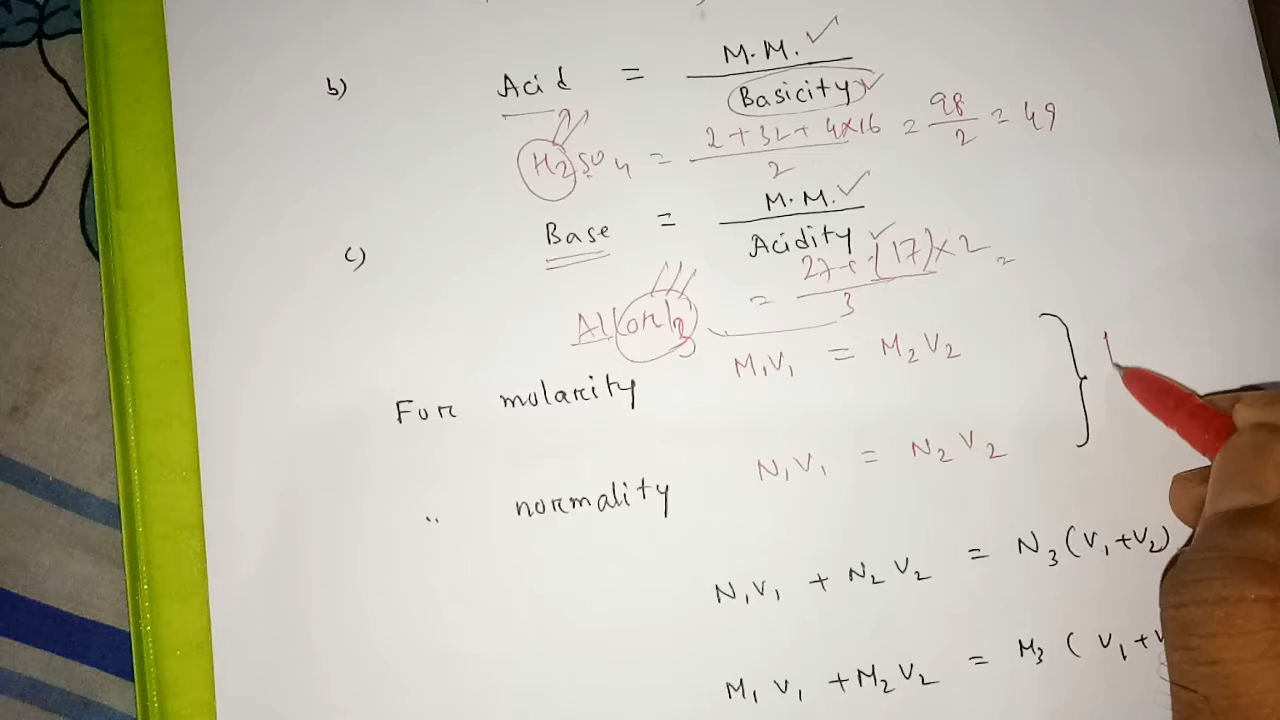 b) Acid = M.M. / Basicity
H2SO4 = 2 + 32 + 4×16 / 2 = 98 / 2 = 49
c) Base = M.M. / Acidity
Al(OH)3 = 27 + (17)×2 / 3 =
For molarity M1V1 = M2V2
" normality N1V1 = N2V2
N1V1 + N2V2 = N3(V1+V2)
M1V1 + M2V2 = M3(V1+V